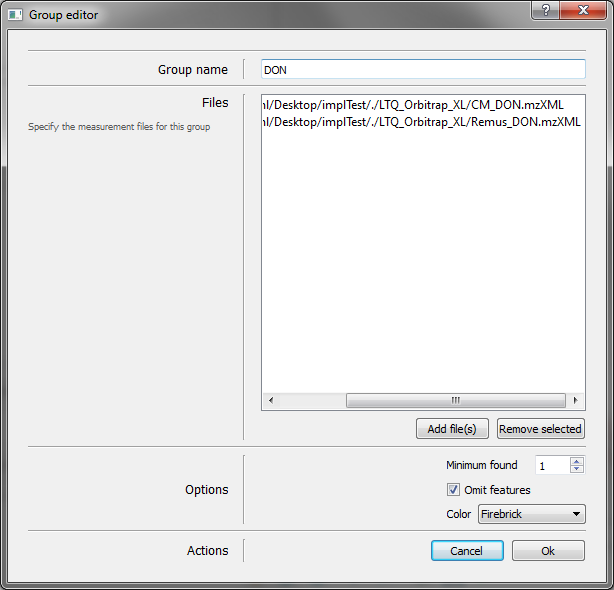 Group editor
?
Group name
DON
Files
Specify the measurement files for this group
ıl/Desktop/implTest/./LTQ_Orbitrap_XL/CM_DON.mzXML
ıl/Desktop/implTest/./LTQ_Orbitrap_XL/Remus_DON.mzXML
Add file(s)
Remove selected
Options
Minimum found
1
Omit features
Color
Firebrick
Actions
Cancel
Ok